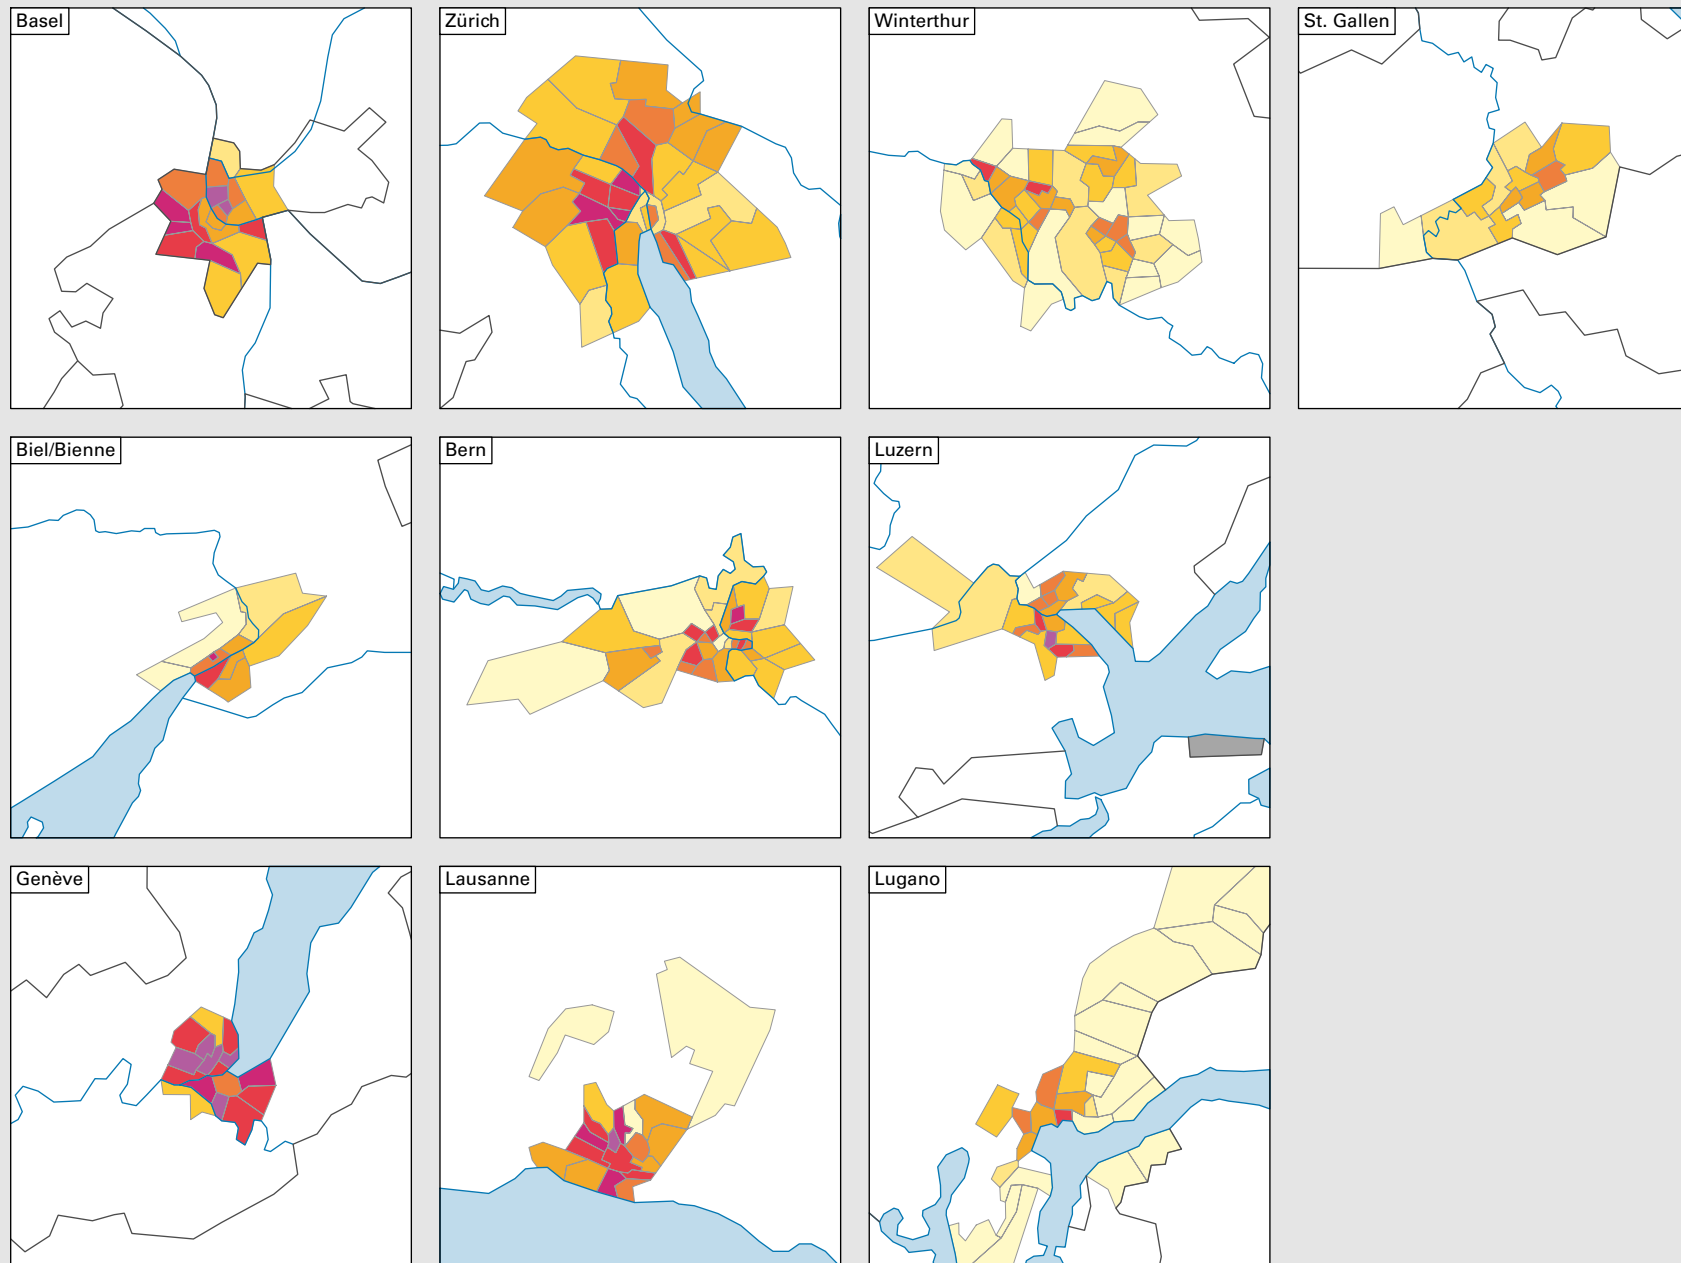 Basel
Zürich
Winterthur
St. Gallen
Biel/Bienne
Bern
Luzern
Genève
Lausanne
Lugano